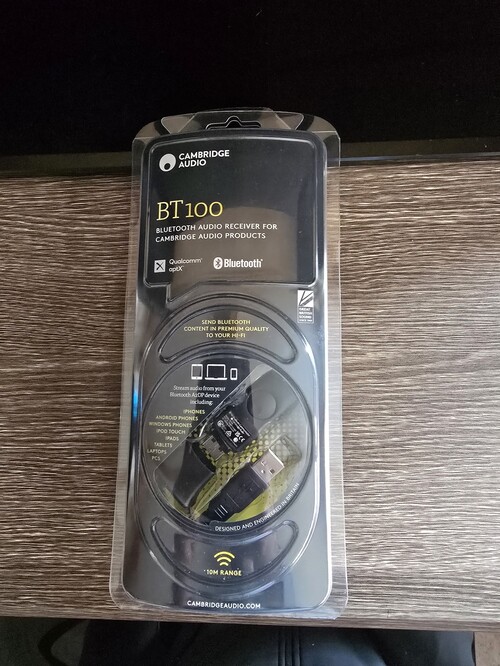 CAMBRIDGE
AUDIO
BT100
BLUETOOTH AUDIO RECEIVER FOR
CAMBRIDGE AUDIO PRODUCTS
Qualcomm®
aptX™
Bluetooth®
SEND BLUETOOTH
CONTENT IN PREMIUM QUALITY
TO YOUR HI-FI
Stream audio from your
Bluetooth A2DP device
including:
IPHONES
ANDROID PHONES
WINDOWS PHONES
IPOD TOUCH
IPADS
TABLETS
LAPTOPS
PCS
DESIGNED AND ENGINEERED IN BRITAIN
10M RANGE
CAMBRIDGEAUDIO.COM